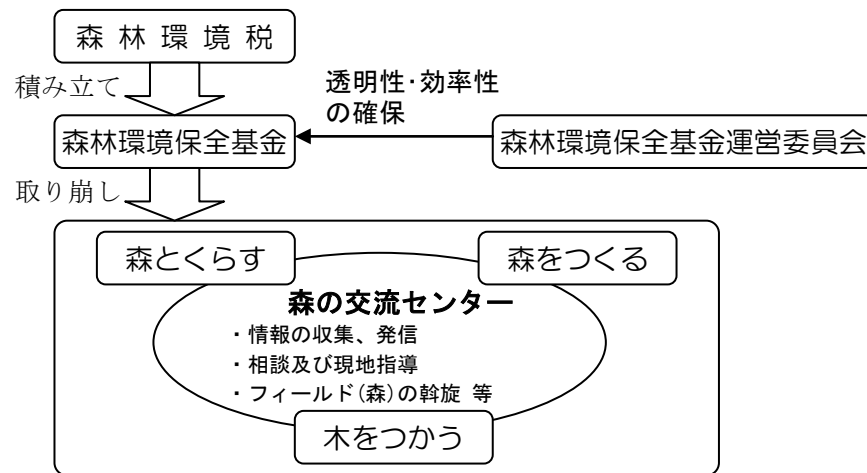 森 林 環 境 税
積み立て
透明性･効率性
の確保
森林環境保全基金
森林環境保全基金運営委員会
取り崩し
森とくらす
森をつくる
森の交流センター
・情報の収集、発信
・相談及び現地指導
・フィールド(森)の斡旋 等
木をつかう